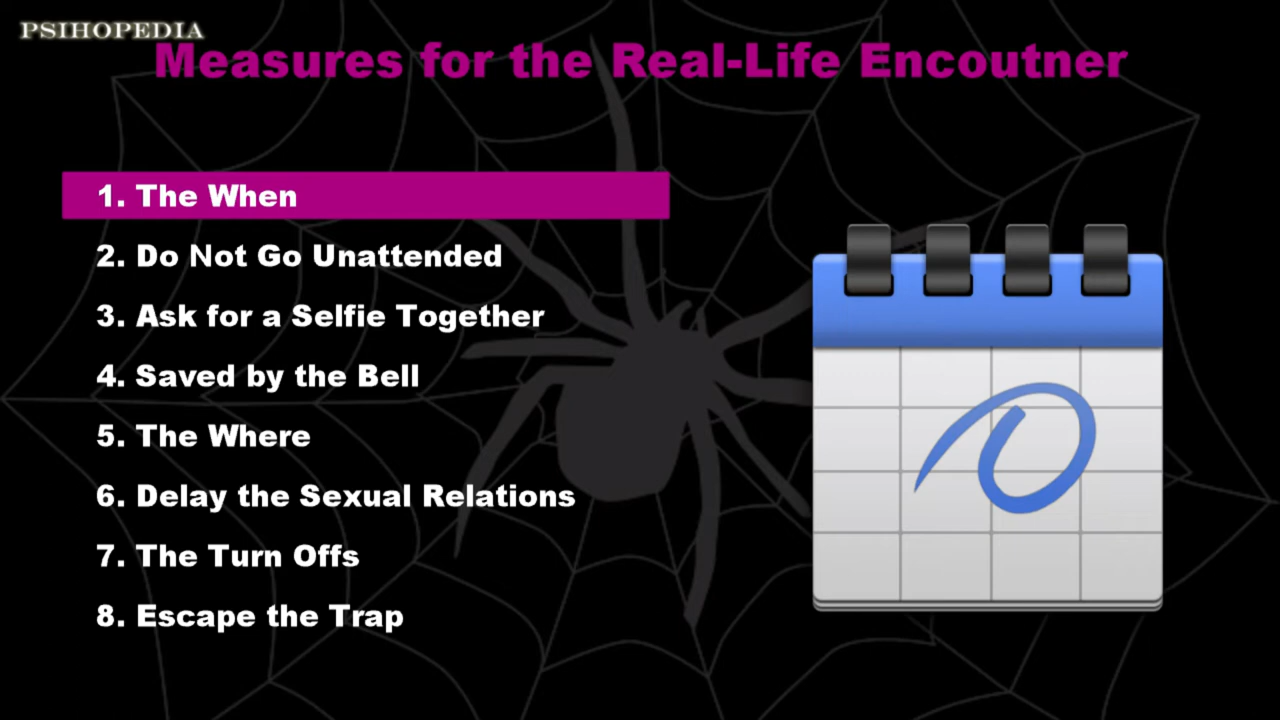 PSIHOPEDIA
Measures for the Real-Life Encoutner
1. The When
2. Do Not Go Unattended
3. Ask for a Selfie Together
4. Saved by the Bell
5. The Where
6. Delay the Sexual Relations
7. The Turn Offs
8. Escape the Trap